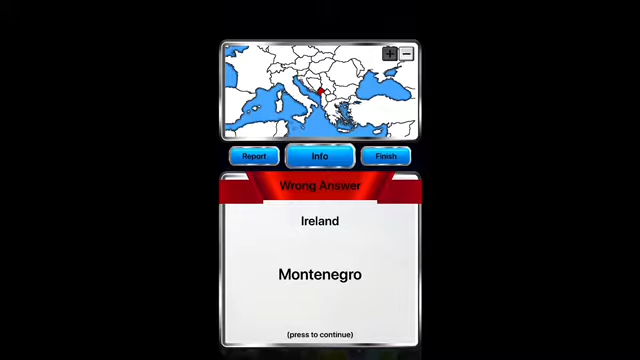 + −
Report Info Finish
Wrong Answer
Ireland
Montenegro
(press to continue)